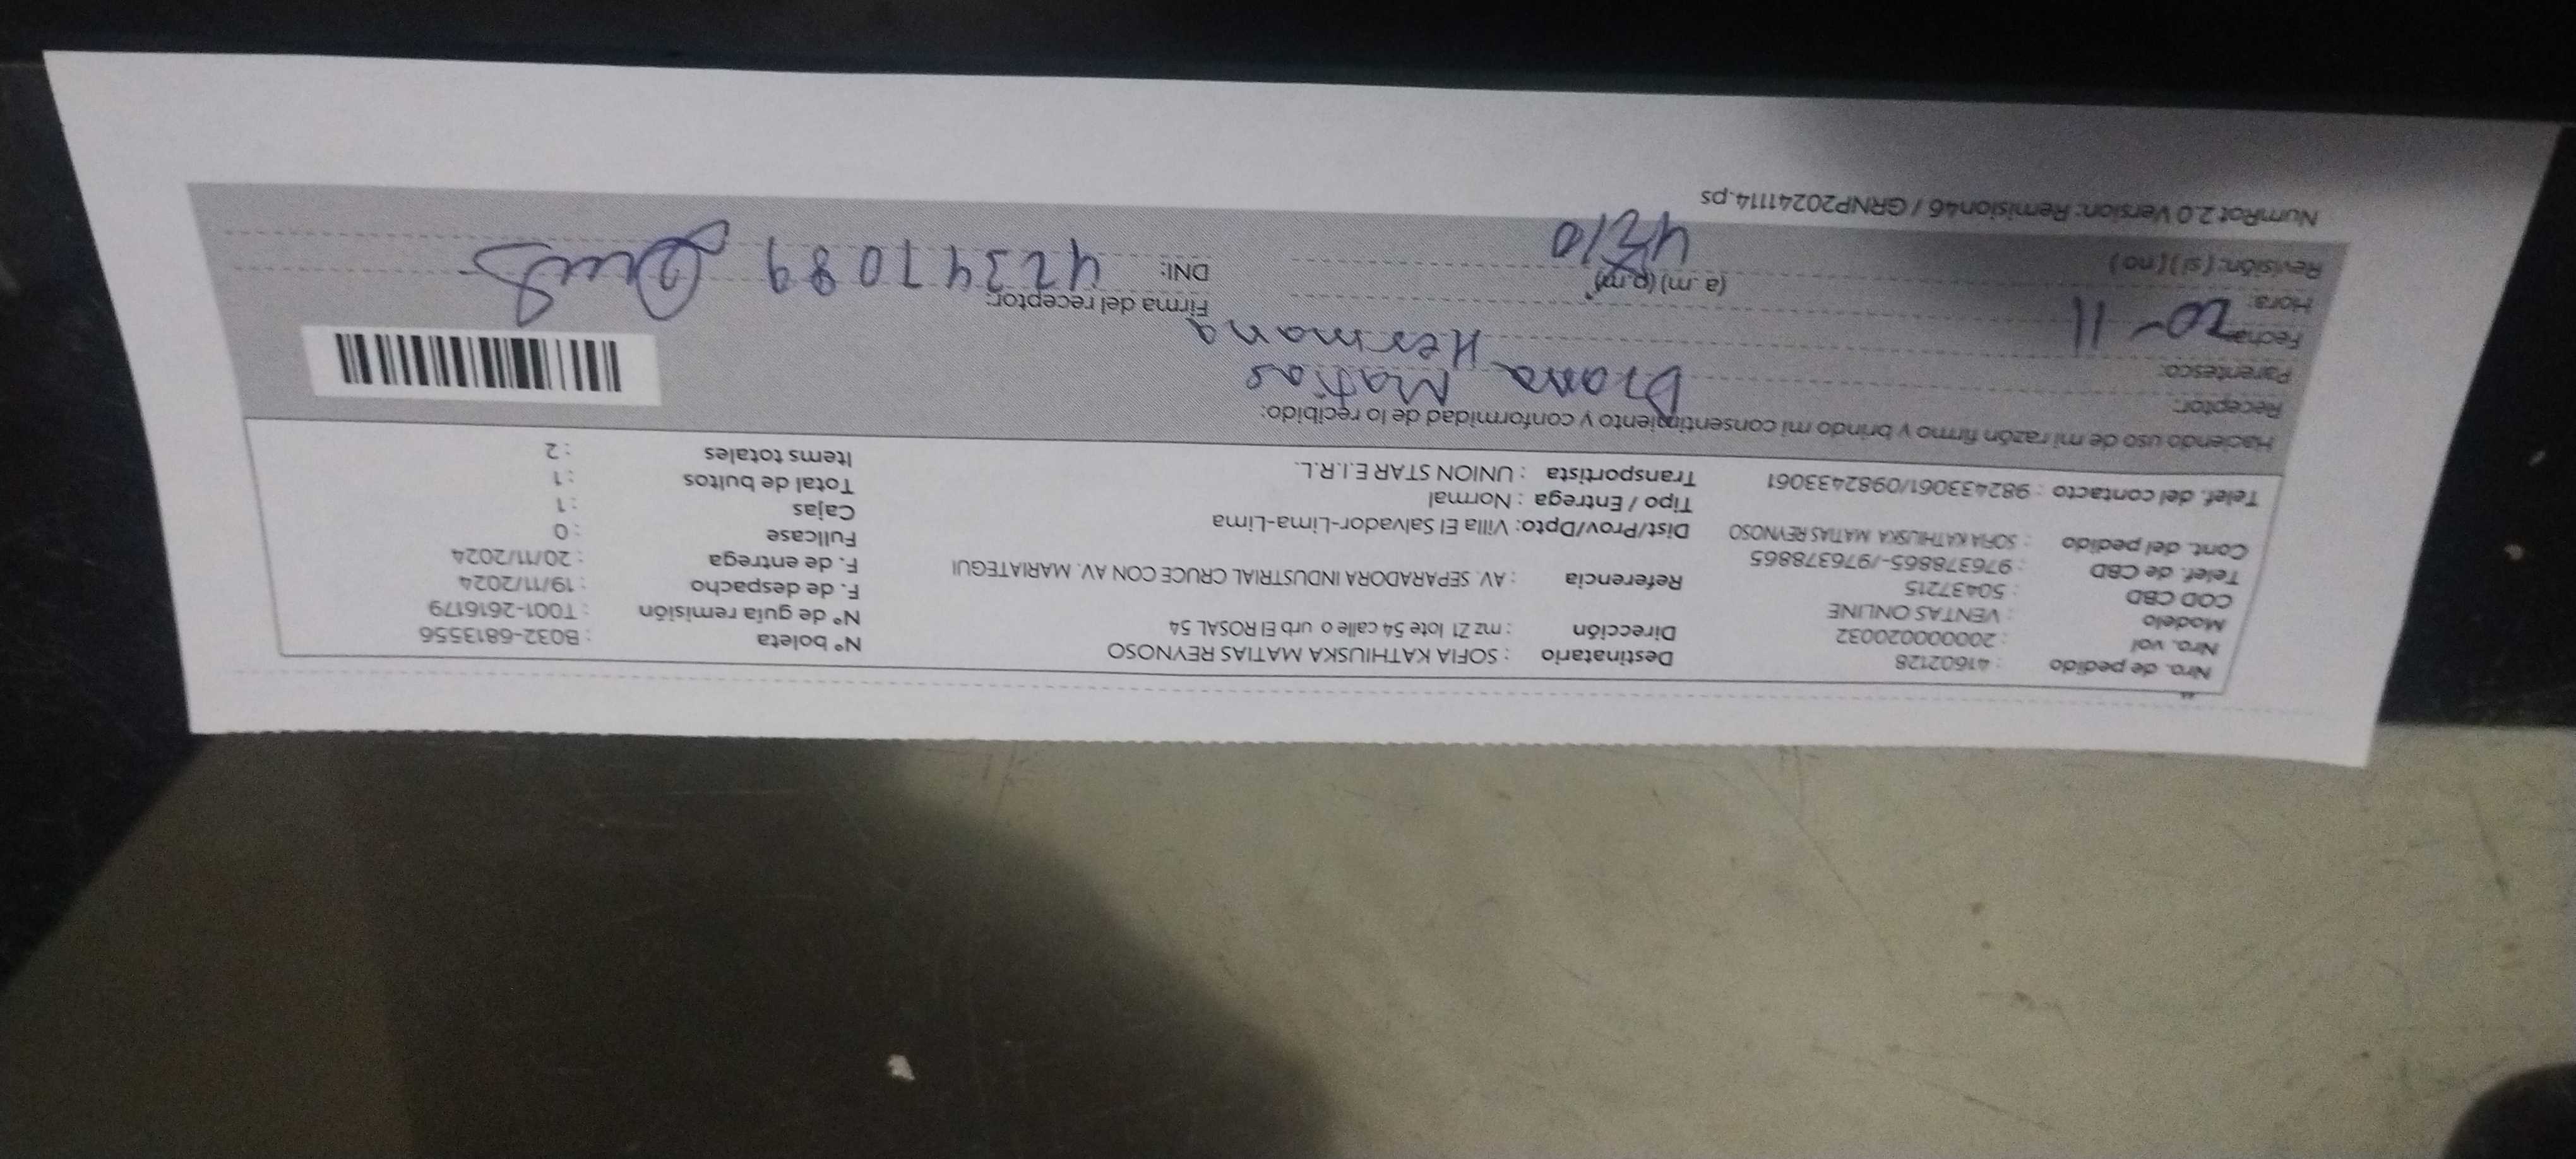 Nro. de pedido : 41602128 Destinatario : SOFIA KATHIUSKA MATIAS REYNOSO Nº boleta : B032-6813556
Nro. vol : 2000020032 Dirección : mz Z1 lote 54 calle o urb El ROSAL 54 Nº de guía remisión : T001-2616179
Modelo : VENTAS ONLINE F. de despacho : 19/11/2024
COD CBD : 50437215 Referencia : AV. SEPARADORA INDUSTRIAL CRUCE CON AV. MARIATEGUI F. de entrega : 20/11/2024
Telef. de CBD : 976378865-/976378865 Fullcase : 0
Cont. del pedido : SOFIA KATHIUSKA MATIAS REYNOSO Dist/Prov/Dpto: Villa El Salvador-Lima-Lima Cajas : 1
Tipo / Entrega : Normal Total de bultos : 1
Telef. del contacto : 982433061/0982433061 Transportista : UNION STAR E.I.R.L. Items totales : 2
Haciendo uso de mi razón firmo y brindo mi consentimiento y conformidad de lo recibido:
Receptor: Diana Matias
Parentesco: Hermana
Fecha: 20-11 Firma del receptor:
Hora: (a.m) (p.m) DNI: 42347089
Revisión: (si) (no)
NumRot 2.0 Version: Remision46 / GRNP20241114.ps